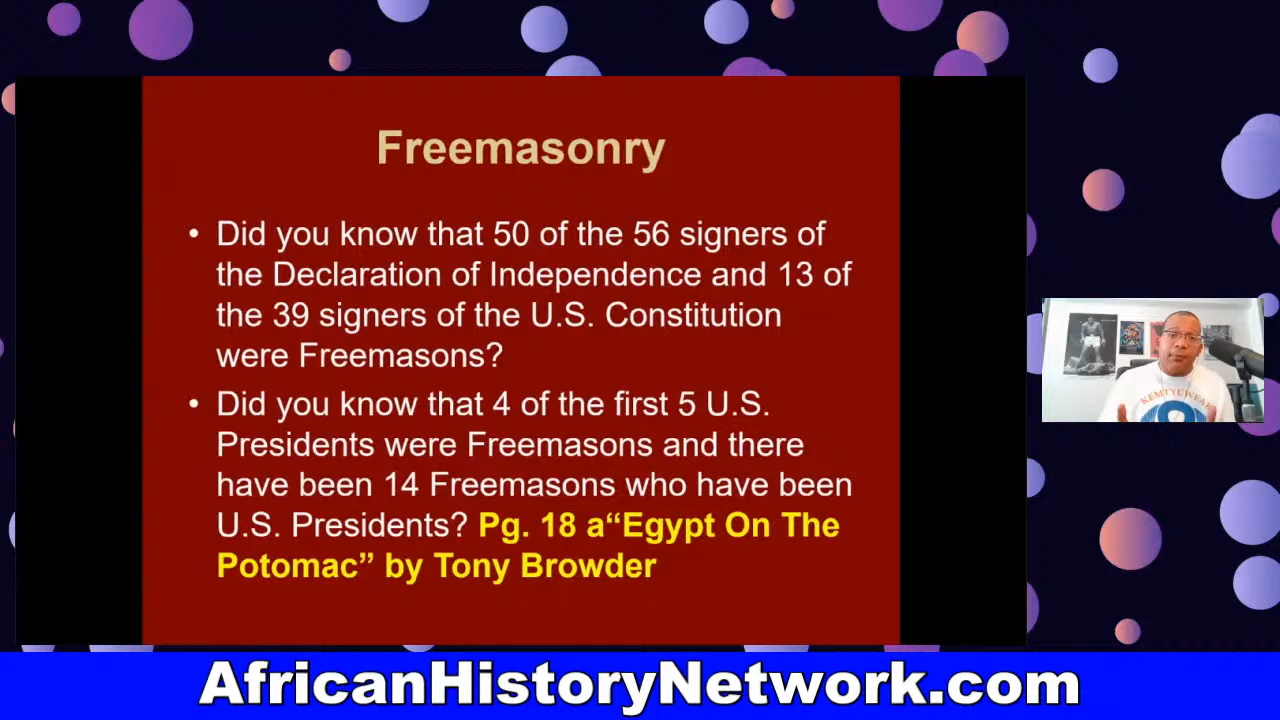 Freemasonry
• Did you know that 50 of the 56 signers of
the Declaration of Independence and 13 of
the 39 signers of the U.S. Constitution
were Freemasons?
• Did you know that 4 of the first 5 U.S.
Presidents were Freemasons and there
have been 14 Freemasons who have been
U.S. Presidents? Pg. 18 a“Egypt On The
Potomac” by Tony Browder
KEMTYUWEAR
AfricanHistoryNetwork.com